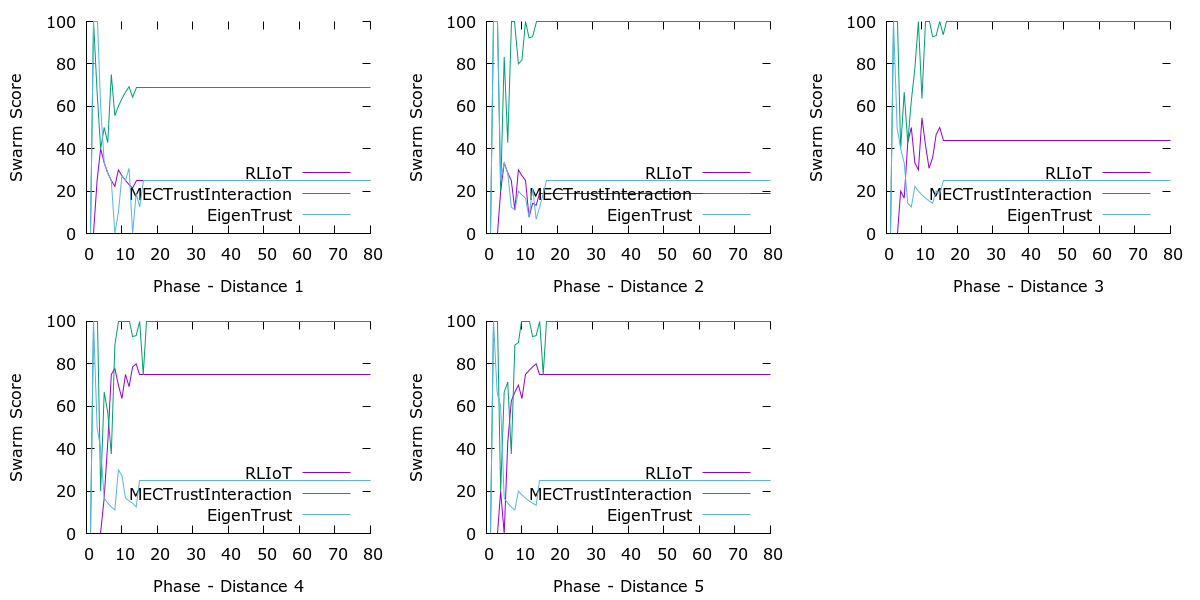 100
80
60
40
20
0
Swarm Score
RLIoT
MECTrustInteraction
EigenTrust
0 10 20 30 40 50 60 70 80
Phase - Distance 1
100
80
60
40
20
0
Swarm Score
RLIoT
MECTrustInteraction
EigenTrust
0 10 20 30 40 50 60 70 80
Phase - Distance 2
100
80
60
40
20
0
Swarm Score
RLIoT
MECTrustInteraction
EigenTrust
0 10 20 30 40 50 60 70 80
Phase - Distance 3
100
80
60
40
20
0
Swarm Score
RLIoT
MECTrustInteraction
EigenTrust
0 10 20 30 40 50 60 70 80
Phase - Distance 4
100
80
60
40
20
0
Swarm Score
RLIoT
MECTrustInteraction
EigenTrust
0 10 20 30 40 50 60 70 80
Phase - Distance 5